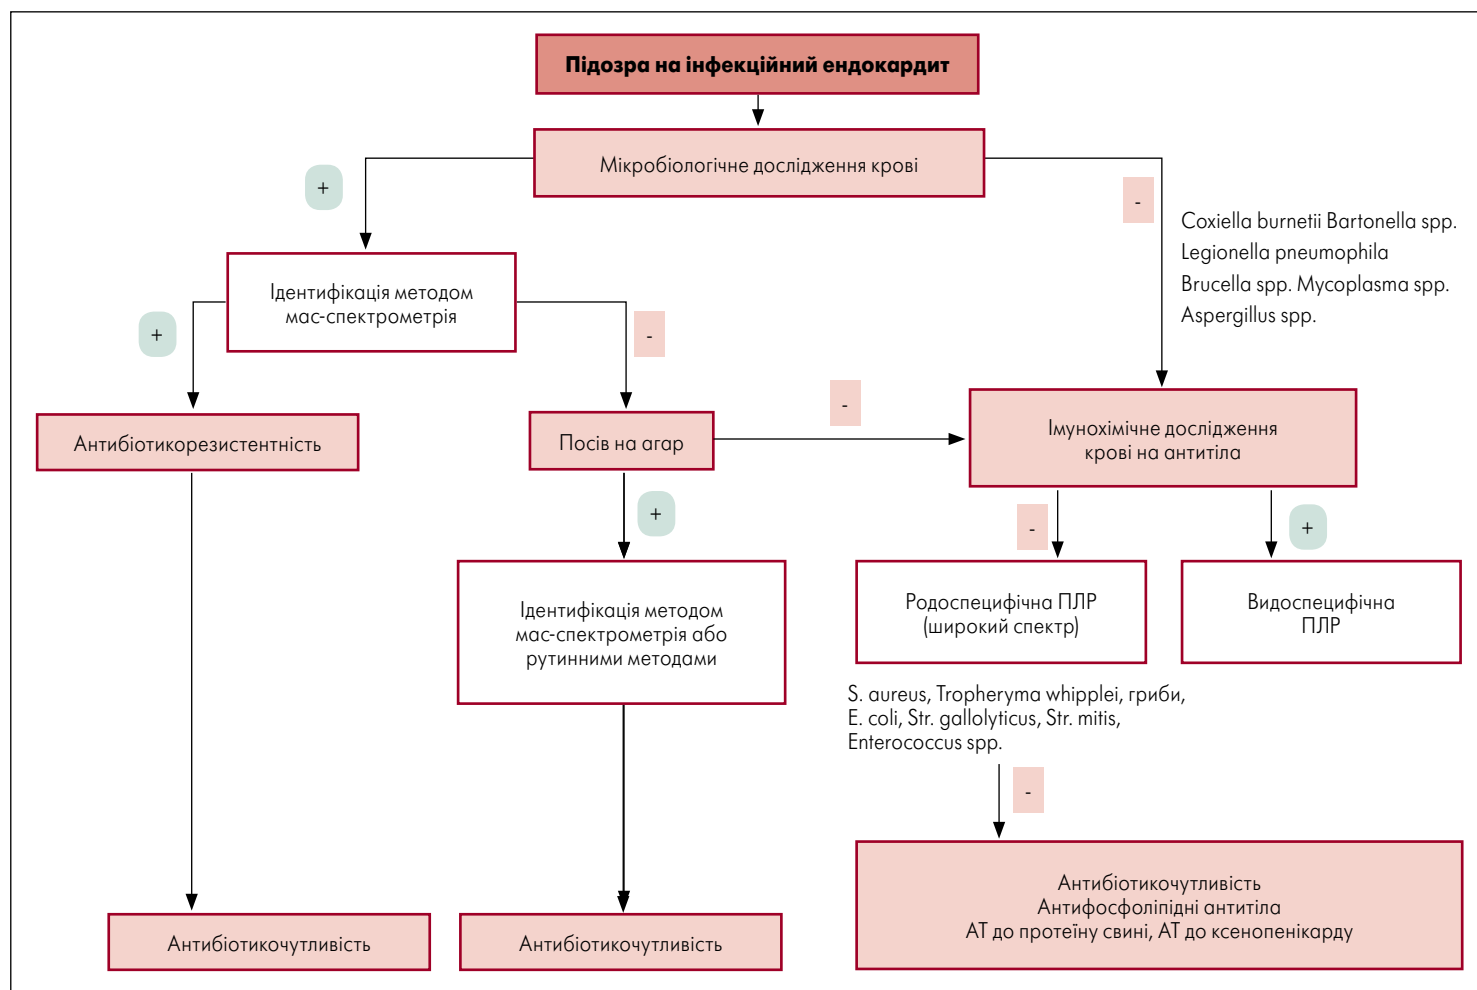 Підозра на інфекційний ендокардит
Мікробіологічне дослідження крові
+
-
Coxiella burnetii Bartonella spp.
Legionella pneumophila
Brucella spp. Mycoplasma spp.
Aspergillus spp.
Ідентифікація методом
мас-спектрометрія
+
-
Антибіотикорезистентність
Посів на агар
-
Імунохімічне дослідження
крові на антитіла
+
-
+
Ідентифікація методом
мас-спектрометрія або
рутинними методами
Родоспецифічна ПЛР
(широкий спектр)
Видоспецифічна
ПЛР
S. aureus, Tropheryma whipplei, гриби,
E. coli, Str. gallolyticus, Str. mitis,
Enterococcus spp.
-
Антибіотикочутливість
Антибіотикочутливість
Антибіотикочутливість
Антифосфоліпідні антитіла
АТ до протеїну свині, АТ до ксенопенікарду